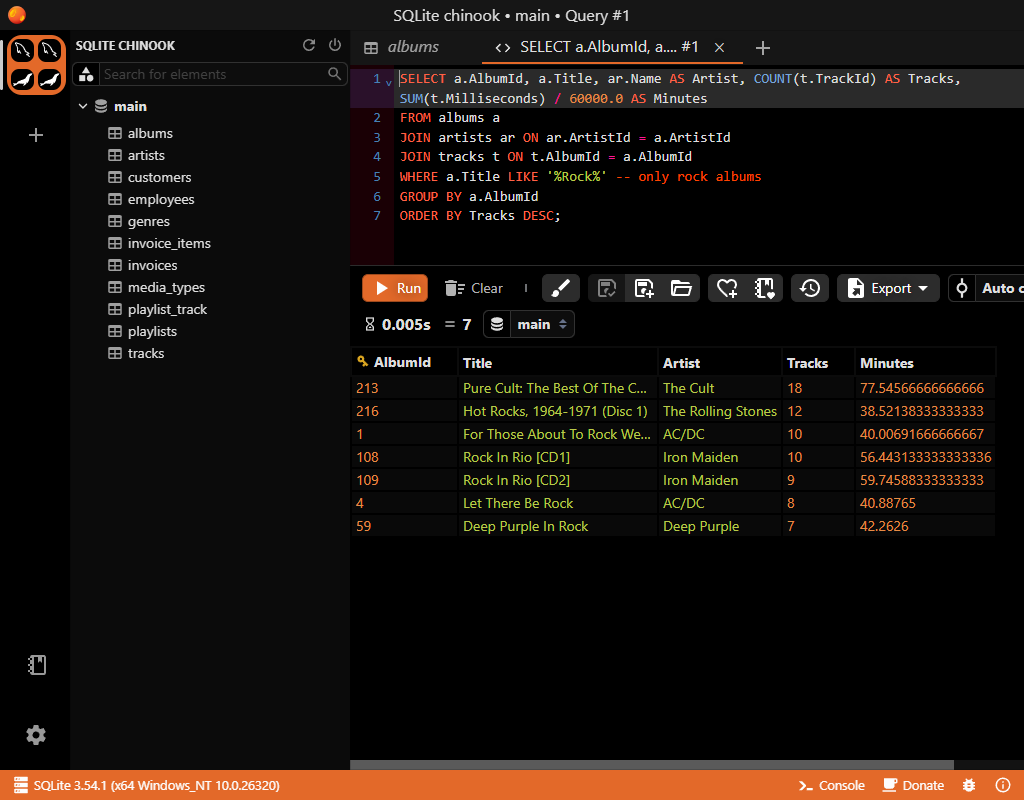 SQLite chinook • main • Query #1
SQLITE CHINOOK
Search for elements
main
albums
artists
customers
employees
genres
invoice_items
invoices
media_types
playlist_track
playlists
tracks
albums
SELECT a.AlbumId, a.... #1
1 SELECT a.AlbumId, a.Title, ar.Name AS Artist, COUNT(t.TrackId) AS Tracks,
SUM(t.Milliseconds) / 60000.0 AS Minutes
2 FROM albums a
3 JOIN artists ar ON ar.ArtistId = a.ArtistId
4 JOIN tracks t ON t.AlbumId = a.AlbumId
5 WHERE a.Title LIKE '%Rock%' -- only rock albums
6 GROUP BY a.AlbumId
7 ORDER BY Tracks DESC;
Run Clear Export Auto c
0.005s = 7 main
AlbumId Title Artist Tracks Minutes
213 Pure Cult: The Best Of The C... The Cult 18 77.54566666666666
216 Hot Rocks, 1964-1971 (Disc 1) The Rolling Stones 12 38.52138333333333
1 For Those About To Rock We... AC/DC 10 40.00691666666667
108 Rock In Rio [CD1] Iron Maiden 10 56.443133333333336
109 Rock In Rio [CD2] Iron Maiden 9 59.74588333333333
4 Let There Be Rock AC/DC 8 40.88765
59 Deep Purple In Rock Deep Purple 7 42.2626
SQLite 3.54.1 (x64 Windows_NT 10.0.26320)
Console Donate